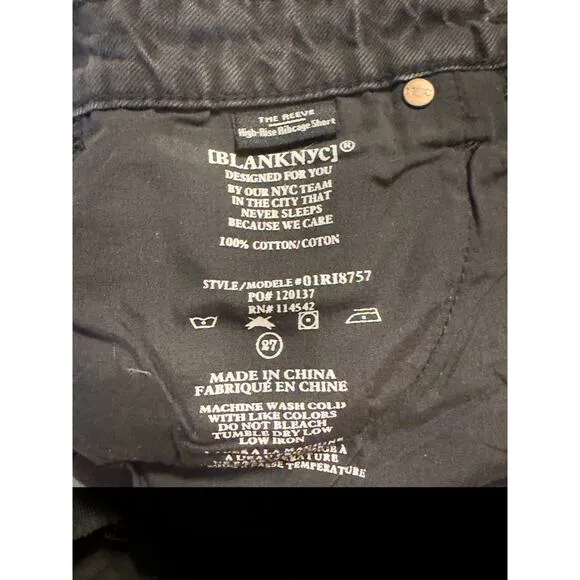 THE REEVE
High-Rise Ribcage Short
[BLANKNYC]®
DESIGNED FOR YOU
BY OUR NYC TEAM
IN THE CITY THAT
NEVER SLEEPS
BECAUSE WE CARE
100% COTTON/COTON
STYLE/MODELE #01RI8757
PO# 120137
RN# 114542
27
MADE IN CHINA
FABRIQUÉ EN CHINE
MACHINE WASH COLD
WITH LIKE COLORS
DO NOT BLEACH
TUMBLE DRY LOW
LOW IRON
À LA
TEMPERATURE